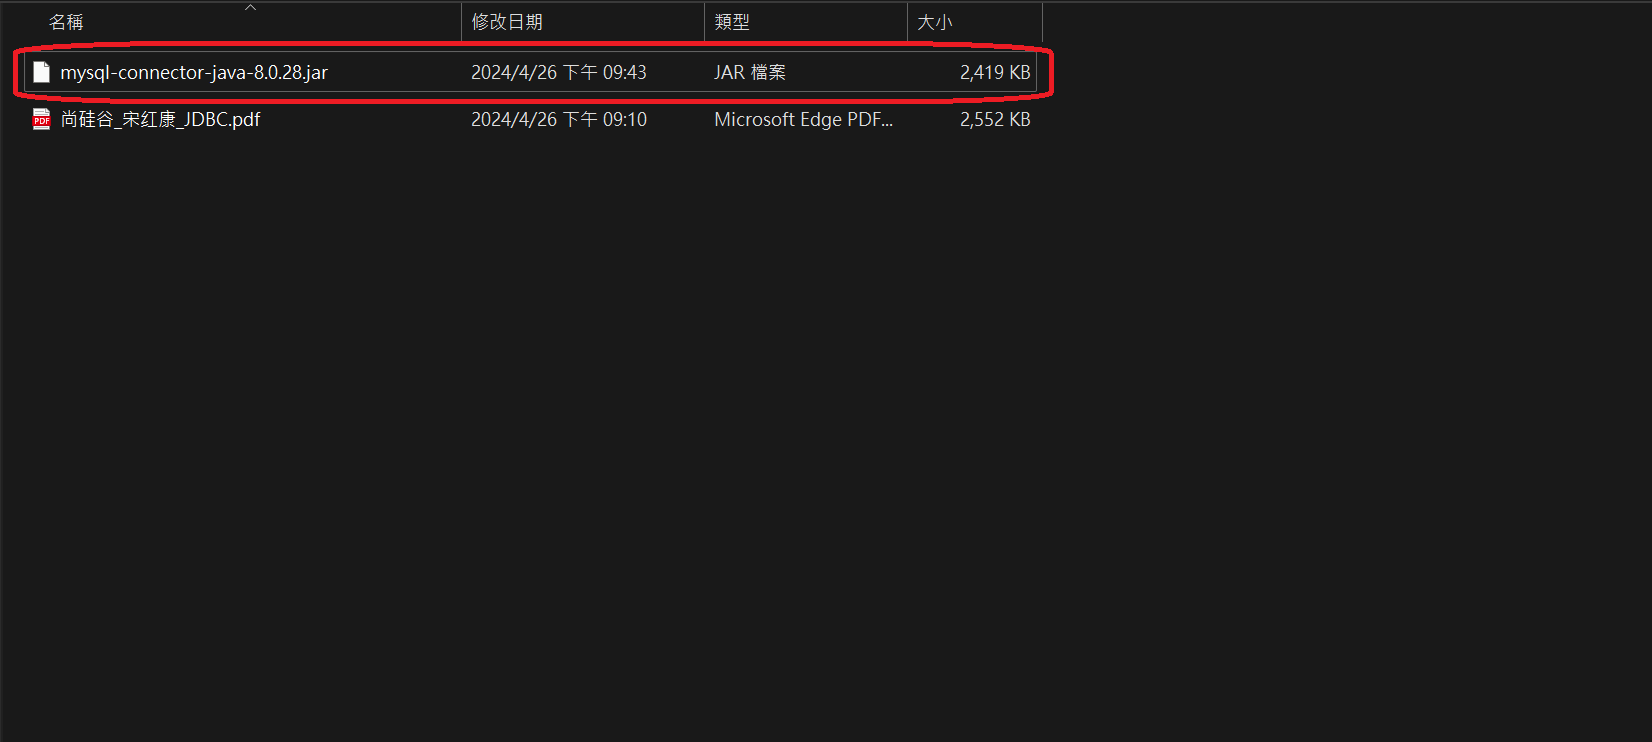 名稱 修改日期 類型 大小
mysql-connector-java-8.0.28.jar 2024/4/26 下午 09:43 JAR 檔案 2,419 KB
PDF 尚硅谷_宋红康_JDBC.pdf 2024/4/26 下午 09:10 Microsoft Edge PDF... 2,552 KB